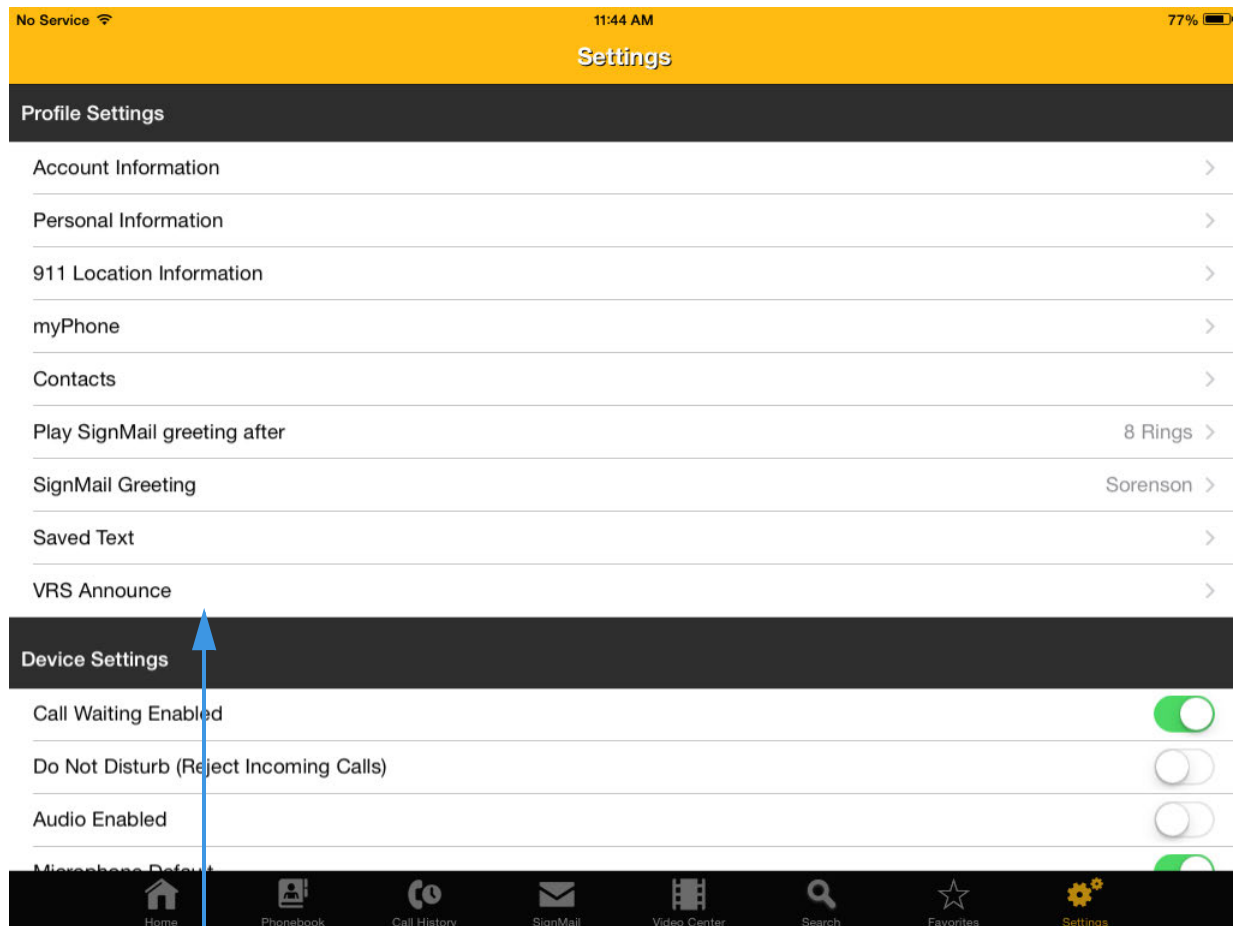 No Service 11:44 AM 77%
Settings
Profile Settings
Account Information
Personal Information
911 Location Information
myPhone
Contacts
Play SignMail greeting after 8 Rings
SignMail Greeting Sorenson
Saved Text
VRS Announce
Device Settings
Call Waiting Enabled
Do Not Disturb (Reject Incoming Calls)
Audio Enabled
Microphone Default
Home Phonebook Call History SignMail Video Center Search Favorites Settings